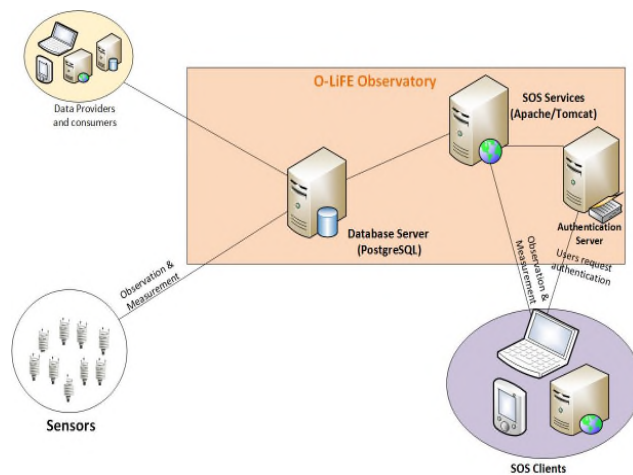 O-LiFE Observatory
Data Providers
and consumers
SOS Services
(Apache/Tomcat)
Database Server
(PostgreSQL)
Authentication
Server
Observation &
Measurement
Observation &
Measurement
Users request
authentication
Sensors
SOS Clients